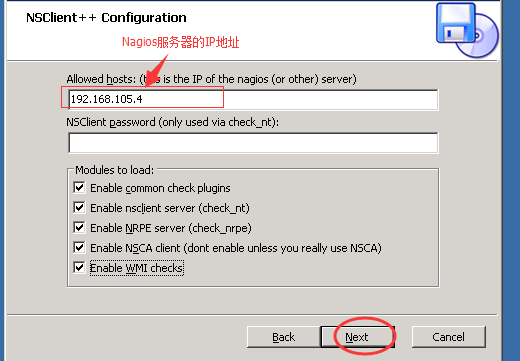 NSClient++ Configuration
Nagios服务器的IP地址
Allowed hosts: (this is the IP of the nagios (or other) server)
192.168.105.4
NSClient password (only used via check_nt):
Modules to load:
Enable common check plugins
Enable nsclient server (check_nt)
Enable NRPE server (check_nrpe)
Enable NSCA client (dont enable unless you really use NSCA)
Enable WMI checks
Back
Next
Cancel